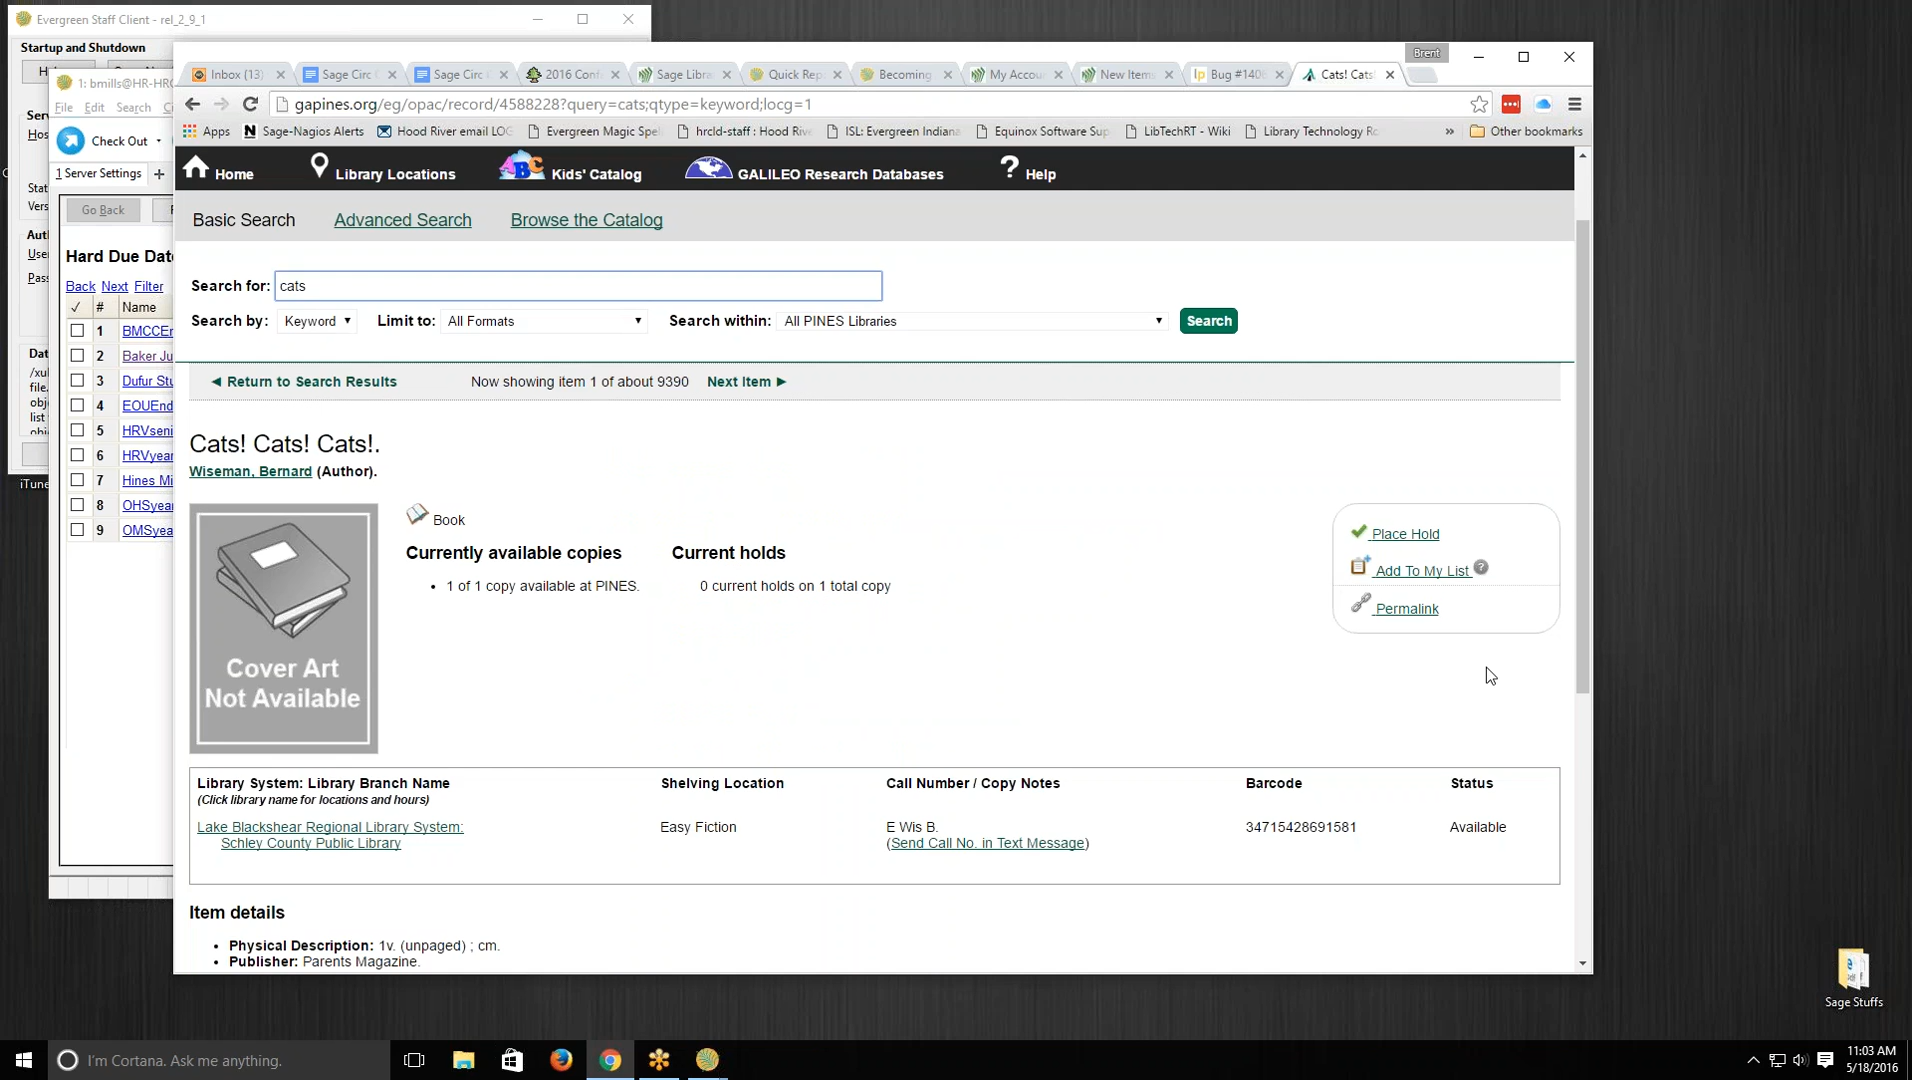 Evergreen Staff Client - rel_2_9_1
Startup and Shutdown
1: bmills@HR-HRC
File Edit Search
Check Out
1 Server Settings
Go Back
Hard Due Dat
Back Next Filter
✓ # Name
1 BMCCEr
2 Baker Ju
3 Dufur Stu
4 EOUEnd
5 HRVseni
6 HRVyear
7 Hines Mi
8 OHSyea
9 OMSyea
iTune
Brent
Inbox (13)
Sage Circ
Sage Circ
2016 Conf
Sage Libra
Quick Rep
Becoming
My Accou
New Items
Bug #1408
Cats! Cats!
gapines.org/eg/opac/record/4588228?query=cats;qtype=keyword;locg=1
Apps
Sage-Nagios Alerts
Hood River email LOG
Evergreen Magic Spel
hrcld-staff : Hood Rive
ISL: Evergreen Indiana
Equinox Software Sup
LibTechRT - Wiki
Library Technology Ro
» Other bookmarks
Home
Library Locations
ABC Kids' Catalog
GALILEO Research Databases
? Help
Basic Search Advanced Search Browse the Catalog
Search for: cats
Search by: Keyword Limit to: All Formats Search within: All PINES Libraries Search
◄ Return to Search Results Now showing item 1 of about 9390 Next Item ►
Cats! Cats! Cats!.
Wiseman, Bernard (Author).
Cover Art
Not Available
Book
Currently available copies
• 1 of 1 copy available at PINES.
Current holds
0 current holds on 1 total copy
Place Hold
Add To My List ?
Permalink
Library System: Library Branch Name Shelving Location Call Number / Copy Notes Barcode Status
(Click library name for locations and hours)
Lake Blackshear Regional Library System: Easy Fiction E Wis B. 34715428691581 Available
Schley County Public Library (Send Call No. in Text Message)
Item details
• Physical Description: 1v. (unpaged) ; cm.
• Publisher: Parents Magazine.
Sage Stuffs
I'm Cortana. Ask me anything.
11:03 AM
5/18/2016